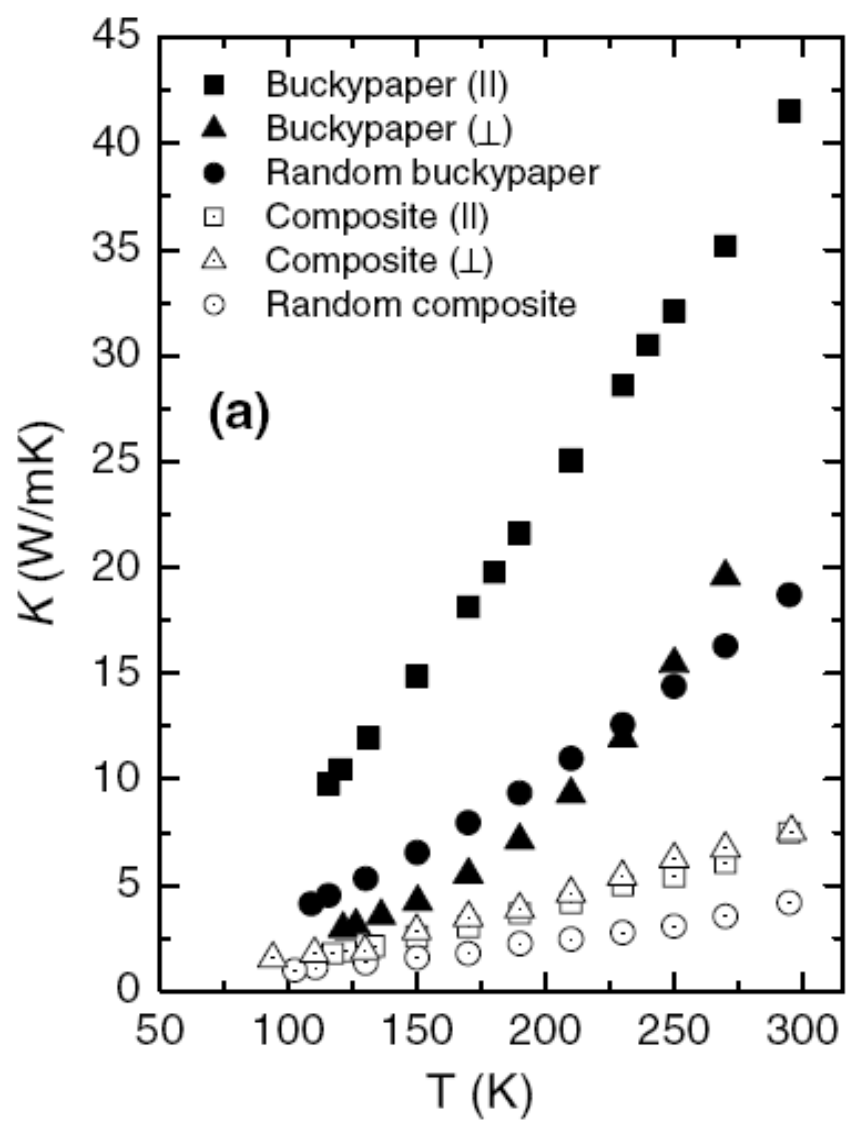 45
40
35
30
25
20
15
10
5
0
K (W/mK)
Buckypaper (||)
Buckypaper (⊥)
Random buckypaper
Composite (||)
Composite (⊥)
Random composite
(a)
50 100 150 200 250 300
T (K)